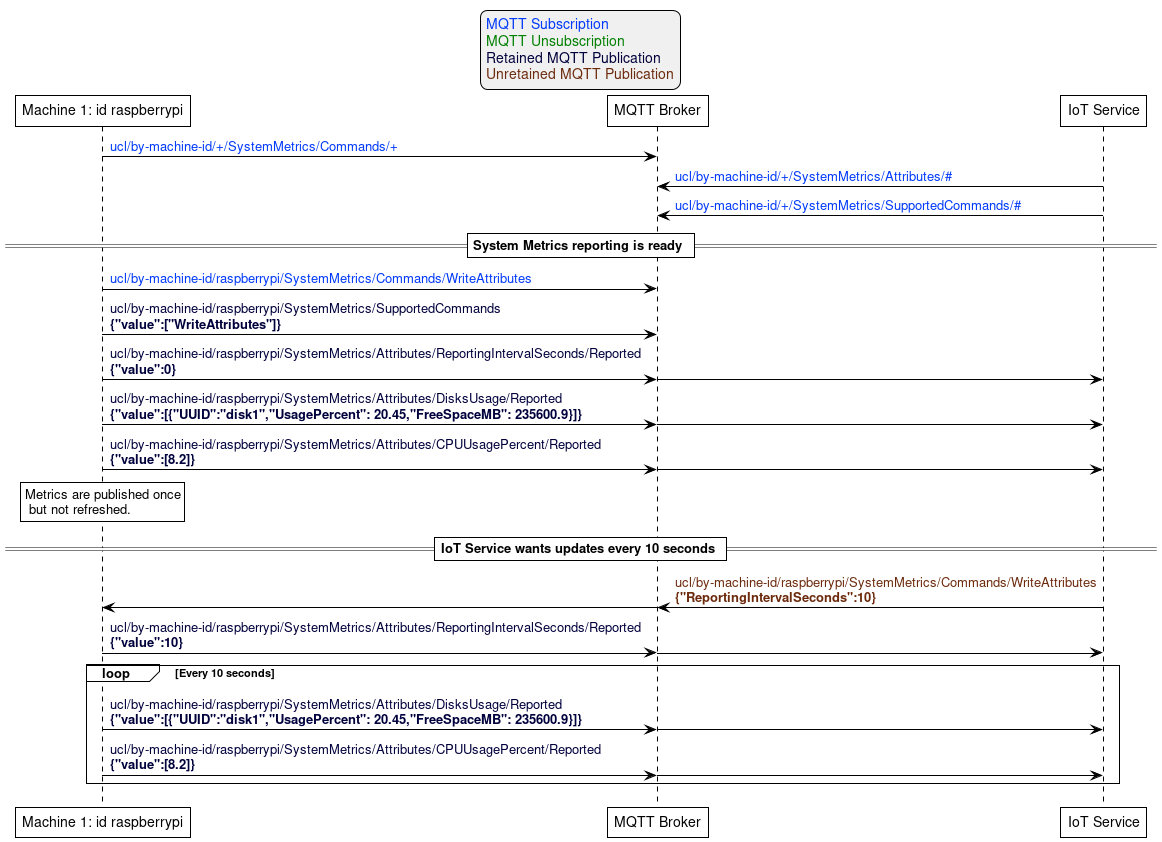 MQTT Subscription
MQTT Unsubscription
Retained MQTT Publication
Unretained MQTT Publication
Machine 1: id raspberrypi
MQTT Broker
IoT Service
ucl/by-machine-id/+/SystemMetrics/Commands/+
ucl/by-machine-id/+/SystemMetrics/Attributes/#
ucl/by-machine-id/+/SystemMetrics/SupportedCommands/#
System Metrics reporting is ready
ucl/by-machine-id/raspberrypi/SystemMetrics/Commands/WriteAttributes
ucl/by-machine-id/raspberrypi/SystemMetrics/SupportedCommands
{"value":["WriteAttributes"]}
ucl/by-machine-id/raspberrypi/SystemMetrics/Attributes/ReportingIntervalSeconds/Reported
{"value":0}
ucl/by-machine-id/raspberrypi/SystemMetrics/Attributes/DisksUsage/Reported
{"value":[{"UUID":"disk1","UsagePercent": 20.45,"FreeSpaceMB": 235600.9}]}
ucl/by-machine-id/raspberrypi/SystemMetrics/Attributes/CPUUsagePercent/Reported
{"value":[8.2]}
Metrics are published once
but not refreshed.
IoT Service wants updates every 10 seconds
ucl/by-machine-id/raspberrypi/SystemMetrics/Commands/WriteAttributes
{"ReportingIntervalSeconds":10}
ucl/by-machine-id/raspberrypi/SystemMetrics/Attributes/ReportingIntervalSeconds/Reported
{"value":10}
loop
[Every 10 seconds]
ucl/by-machine-id/raspberrypi/SystemMetrics/Attributes/DisksUsage/Reported
{"value":[{"UUID":"disk1","UsagePercent": 20.45,"FreeSpaceMB": 235600.9}]}
ucl/by-machine-id/raspberrypi/SystemMetrics/Attributes/CPUUsagePercent/Reported
{"value":[8.2]}
Machine 1: id raspberrypi
MQTT Broker
IoT Service